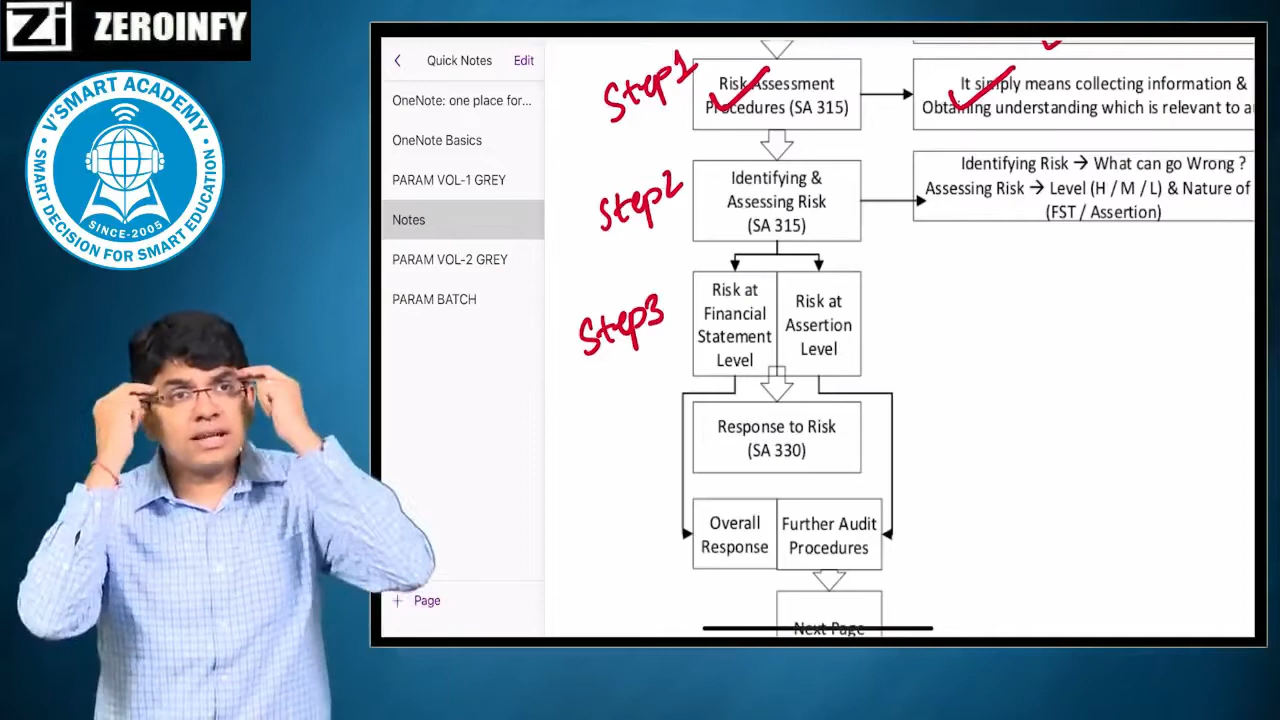 Zi ZEROINFY
V'SMART ACADEMY
SINCE-2005
SMART DECISION FOR SMART EDUCATION
Quick Notes
Edit
OneNote: one place for...
OneNote Basics
PARAM VOL-1 GREY
Notes
PARAM VOL-2 GREY
PARAM BATCH
+ Page
Step1
Risk Assessment
Procedures (SA 315)
It simply means collecting information &
Obtaining understanding which is relevant to
Step2
Identifying &
Assessing Risk
(SA 315)
Identifying Risk → What can go Wrong ?
Assessing Risk → Level (H / M / L) & Nature of
(FST / Assertion)
Step3
Risk at
Financial
Statement
Level
Risk at
Assertion
Level
Response to Risk
(SA 330)
Overall
Response
Further Audit
Procedures
Next Page